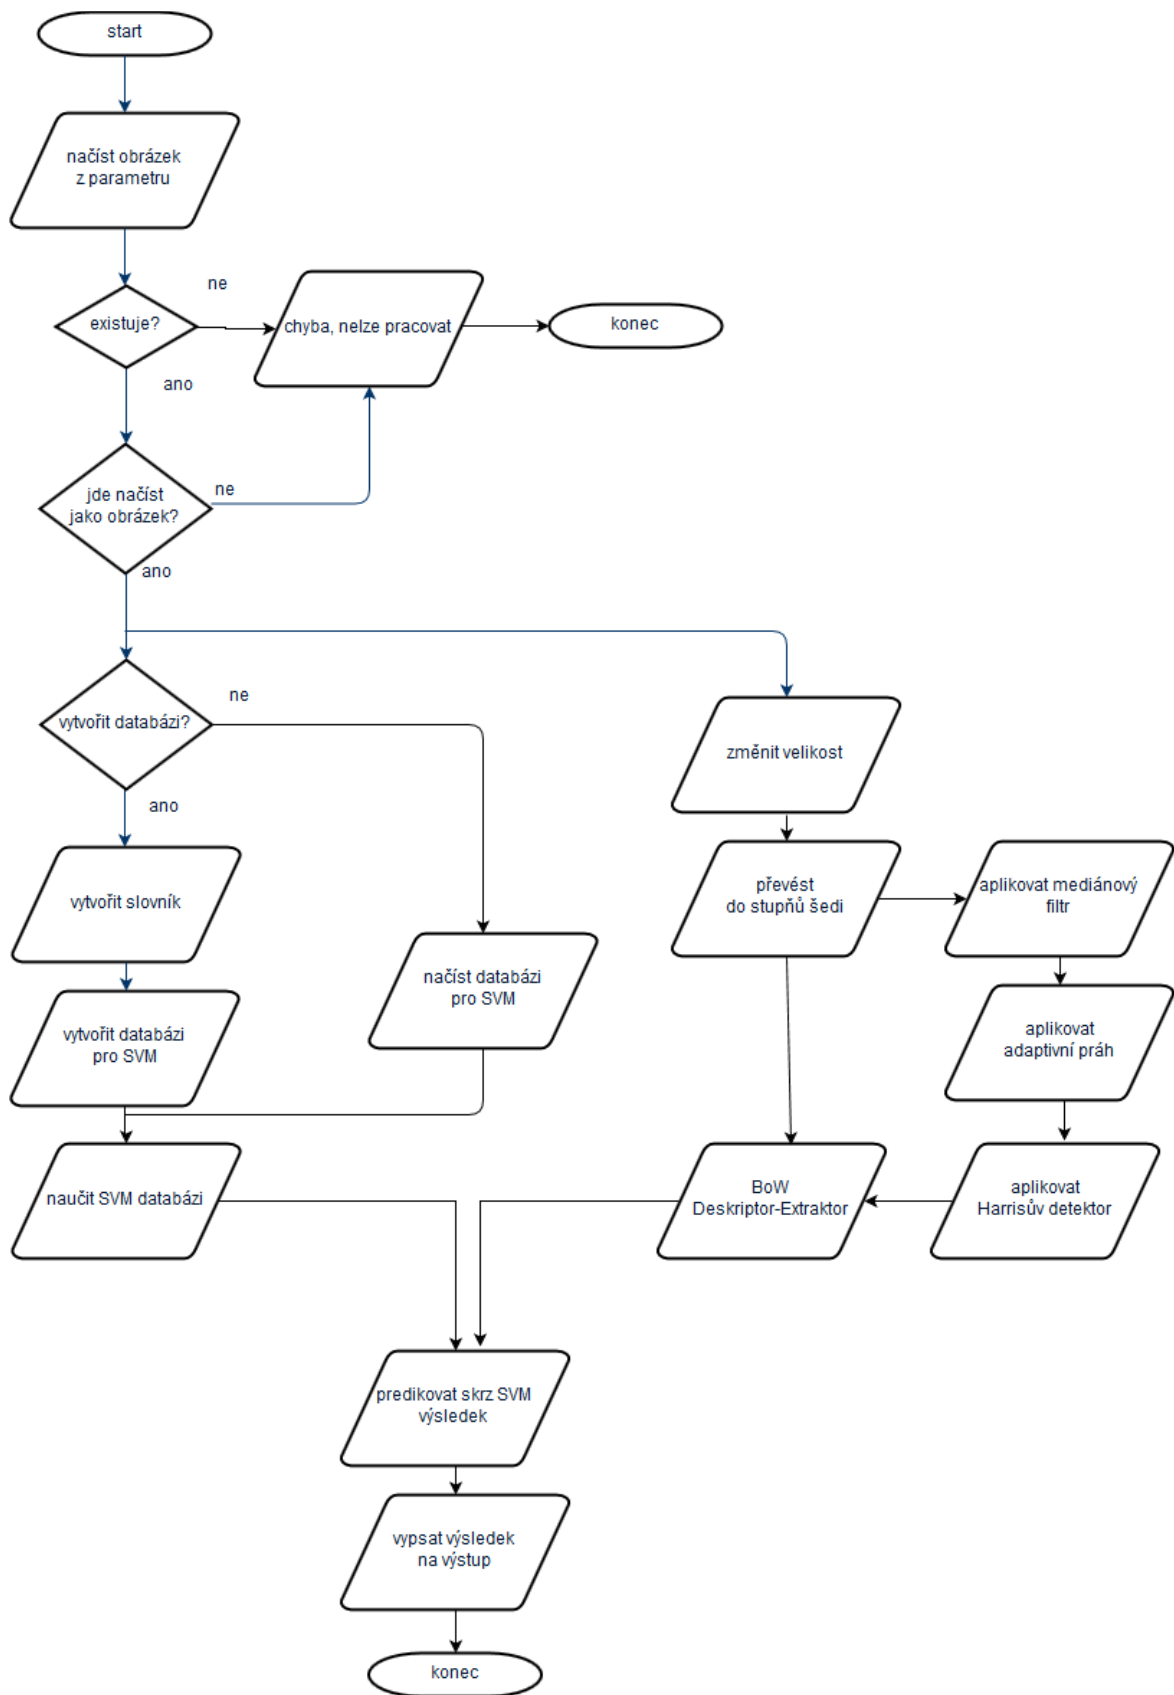 start
načíst obrázek
z parametru
ne
existuje?
chyba, nelze pracovat
konec
ano
jde načíst
jako obrázek?
ne
ano
vytvořit databázi?
ne
změnit velikost
ano
vytvořit slovník
převést
do stupňů šedi
aplikovat mediánový
filtr
načíst databázi
pro SVM
vytvořit databázi
pro SVM
aplikovat
adaptivní práh
naučit SVM databázi
BoW
Deskriptor-Extraktor
aplikovat
Harrisův detektor
predikovat skrz SVM
výsledek
vypsat výsledek
na výstup
konec